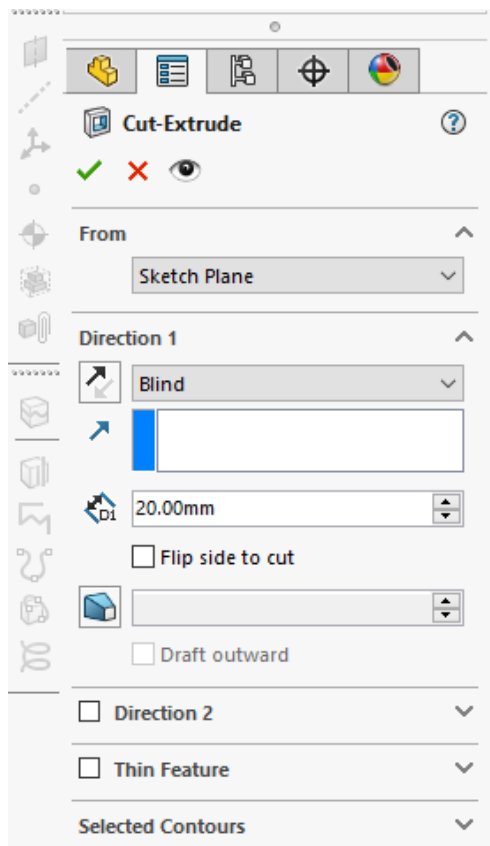 Cut-Extrude
?
From
Sketch Plane
Direction 1
Blind
D1
20.00mm
Flip side to cut
Draft outward
Direction 2
Thin Feature
Selected Contours